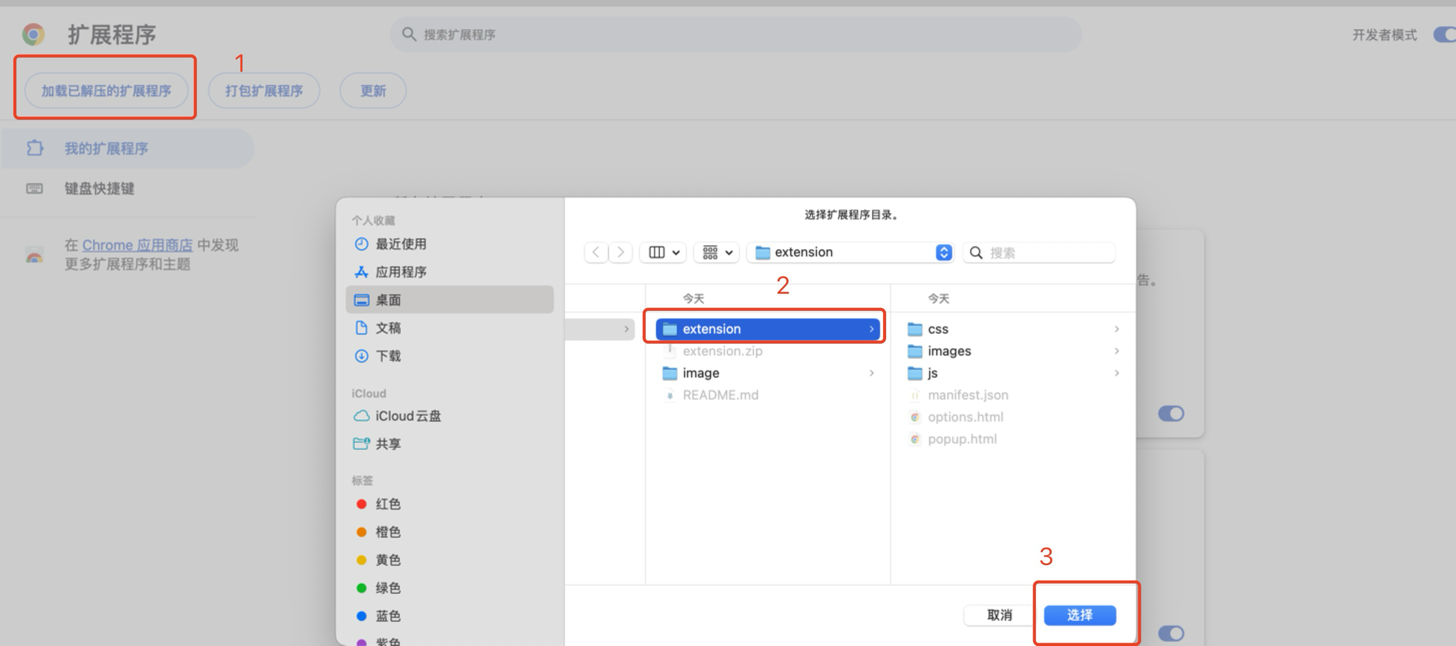 扩展程序
搜索扩展程序
开发者模式
1
加载已解压的扩展程序
打包扩展程序
更新
我的扩展程序
键盘快捷键
在 Chrome 应用商店 中发现
更多扩展程序和主题
告。
选择扩展程序目录。
个人收藏
最近使用
应用程序
桌面
文稿
下载
iCloud
iCloud 云盘
共享
标签
红色
橙色
黄色
绿色
蓝色
紫色
extension
搜索
2
今天
extension
extension.zip
image
README.md
今天
css
images
js
manifest.json
options.html
popup.html
3
取消
选择